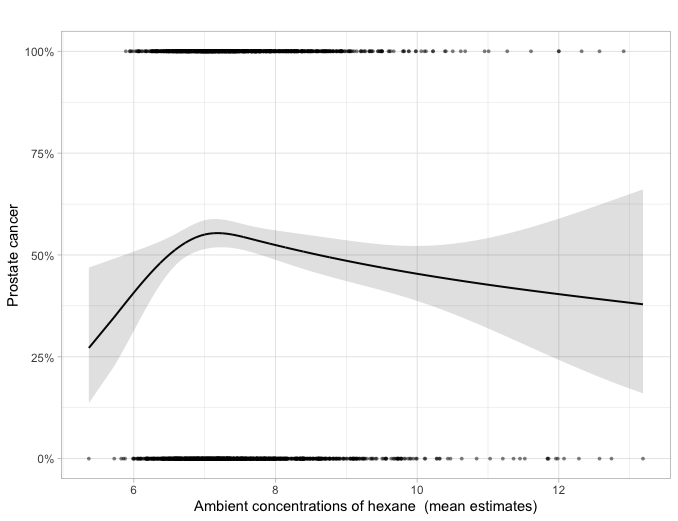 100%
75%
50%
25%
0%
Prostate cancer
6 8 10 12
Ambient concentrations of hexane  (mean estimates)